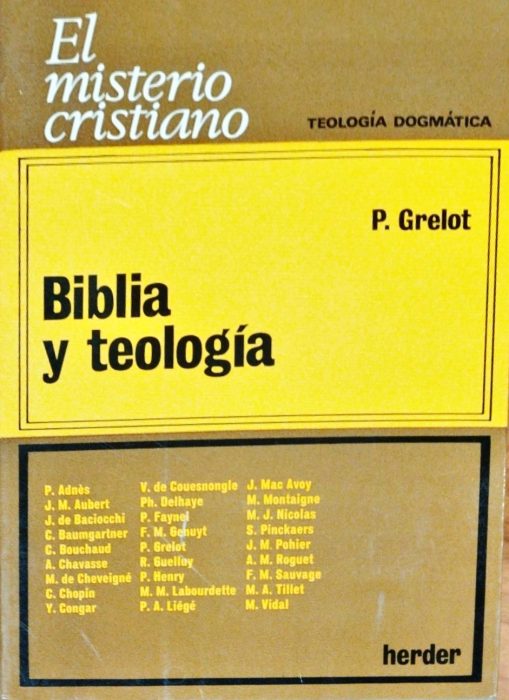 El
misterio
cristiano
TEOLOGÍA DOGMÁTICA
P. Grelot
Biblia
y teología
P. Adnès
J. M. Aubert
J. de Baciocchi
C. Baumgartner
C. Bouchaud
A. Chavasse
M. de Cheveigné
C. Chopin
Y. Congar
V. de Couesnongle
Ph. Delhaye
P. Faynel
F. M. Genuyt
P. Grelot
R. Guelluy
P. Henry
M. M. Labourdette
P. A. Liégé
J. Mac Avoy
M. Montaigne
M. J. Nicolas
S. Pinckaers
J. M. Pohier
A. M. Roguet
F. M. Sauvage
M. A. Tillet
M. Vidal
herder